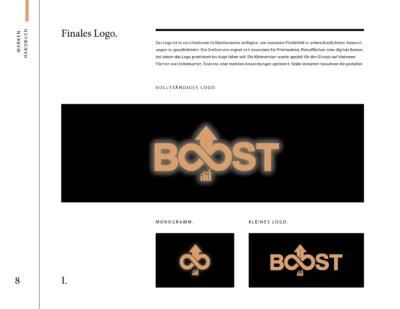 MARKEN
HANDBUCH
Finales Logo.
Das Logo ist in verschiedenen Größenformaten verfügbar, um maximale Flexibilität in unterschiedlichsten Anwend-
ungen zu gewährleisten. Die Großversion eignet sich besonders für Printmedien, Plakatflächen oder digitale Banner,
bei denen das Logo prominent ins Auge fallen soll. Die Kleinversion wurde speziell für den Einsatz auf kleineren
Flächen wie Visitenkarten, Favicons oder mobilen Anwendungen optimiert. Beide Varianten bewahren die gestalter-
VOLLSTÄNDIGES LOGO.
BOOST
MONOGRAMM.
KLEINES LOGO.
BOOST
8
I.